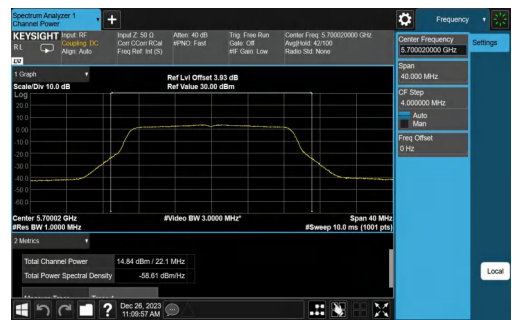 Spectrum Analyzer 1
Channel Power
Frequency
KEYSIGHT Input: RF
RL
Coupling: DC
Align: Auto
Input Z: 50 Ω
Corr CCorr RCal
Freq Ref: Int (S)
Atten: 40 dB
#PNO: Fast
Trig: Free Run
Gate: Off
#IF Gain: Low
Center Freq: 5.700020000 GHz
Avg|Hold: 42/100
Radio Std: None
Center Frequency
5.700020000 GHz
Settings
Span
40.000 MHz
CF Step
4.000000 MHz
Auto
Man
Freq Offset
0 Hz
1 Graph
Scale/Div 10.0 dB
Ref Lvl Offset 3.93 dB
Ref Value 30.00 dBm
Log
20.0
10.0
0.00
-10.0
-20.0
-30.0
-40.0
-50.0
-60.0
Center 5.70002 GHz
#Res BW 1.0000 MHz
#Video BW 3.0000 MHz*
Span 40 MHz
#Sweep 10.0 ms (1001 pts)
2 Metrics
Total Channel Power 14.84 dBm / 22.1 MHz
Total Power Spectral Density -58.61 dBm/Hz
Local
? Dec 26, 2023
11:09:57 AM